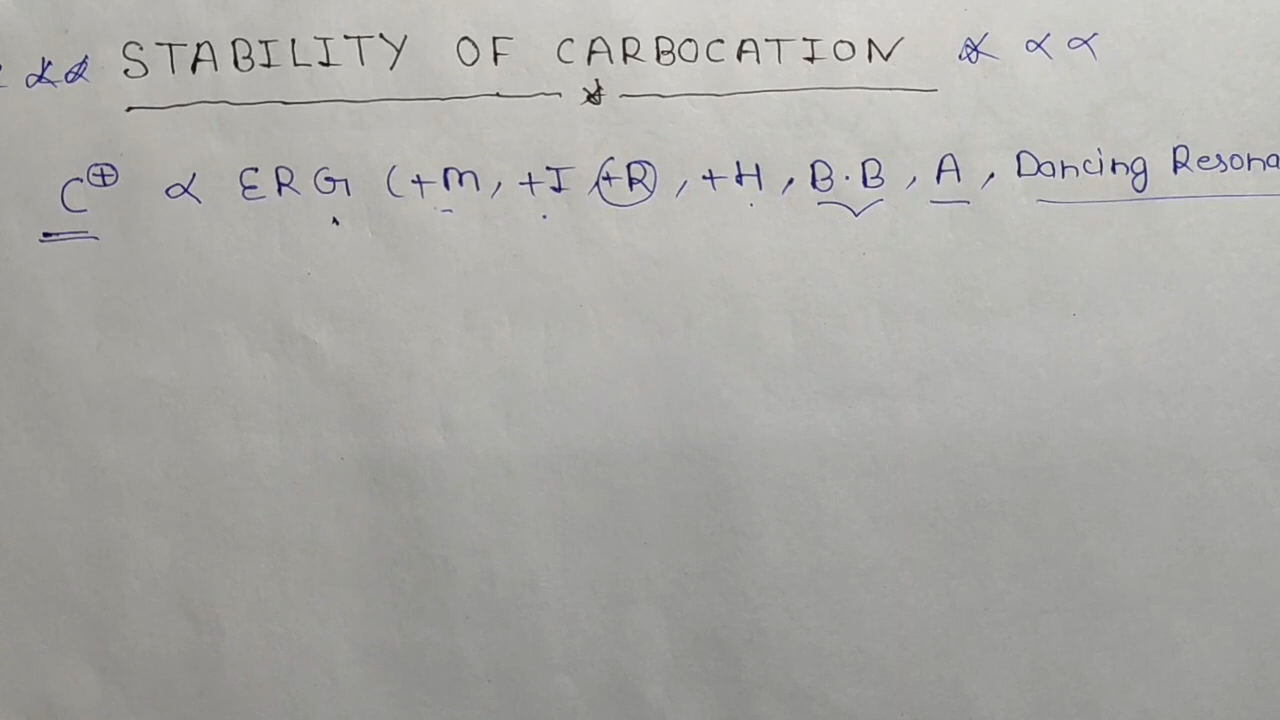 STABILITY OF CARBOCATION
C⊕ ∝ ERG (+M, +I (+R), +H, B.B, A, Dancing Resona